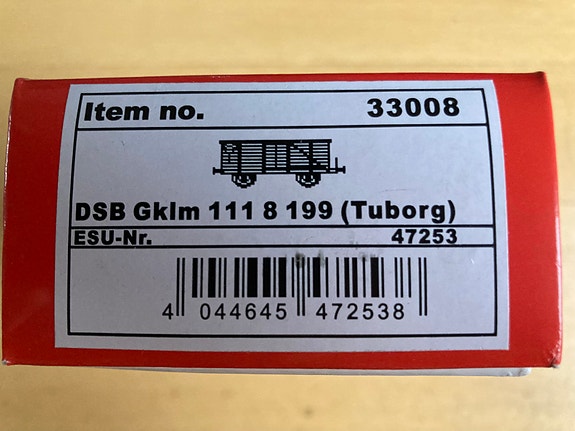 Item no. 33008
DSB Gklm 111 8 199 (Tuborg)
ESU-Nr. 47253
4 044645 472538